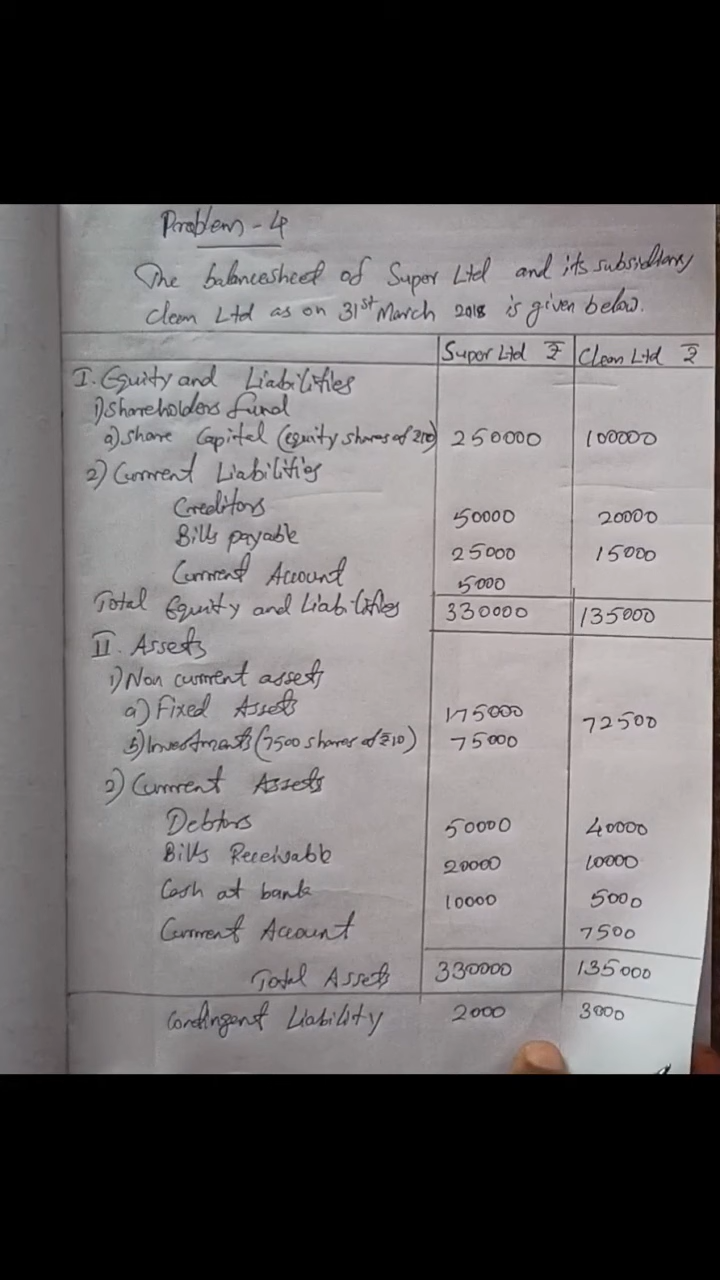 Problem - 4
The balancesheet of Super Ltd and its subsidiary
Clean Ltd as on 31st March 2018 is given below.
Super Ltd ₹ Clean Ltd ₹
I. Equity and Liabilities
1) Shareholders fund
a) Share Capital (equity shares of ₹10) 250000 100000
2) Current Liabilities
Creditors 50000 20000
Bills payable 25000 15000
Current Account 5000
Total Equity and Liabilities 330000 135000
II. Assets
1) Non current assets
a) Fixed Assets 175000 72500
b) Investments (7500 shares of ₹10) 75000
2) Current Assets
Debtors 50000 40000
Bills Receivable 20000 10000
Cash at bank 10000 5000
Current Account 7500
Total Assets 330000 135000
Contingent Liability 2000 3000